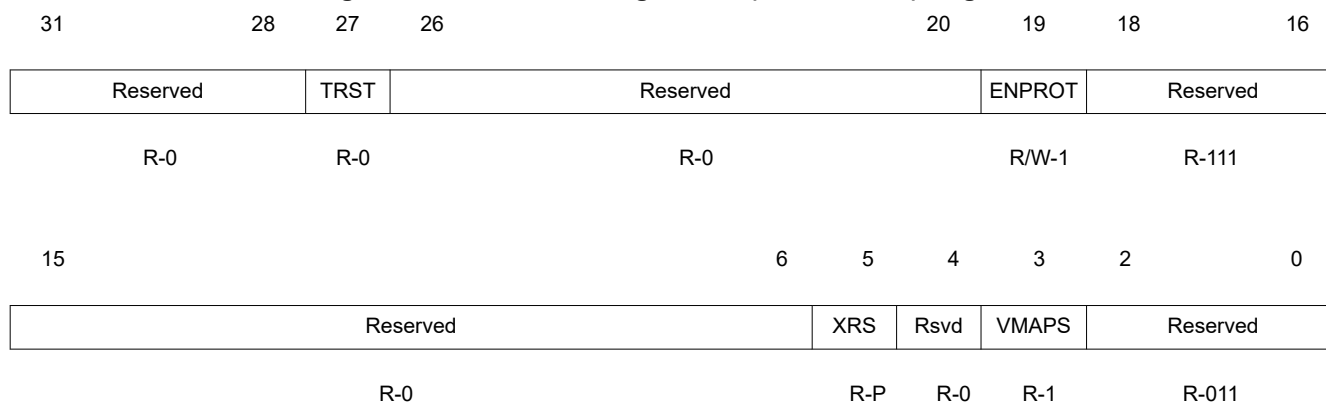 31 28 27 26 20 19 18 16
Reserved TRST Reserved ENPROT Reserved
R-0 R-0 R-0 R/W-1 R-111
15 6 5 4 3 2 0
Reserved XRS Rsvd VMAPS Reserved
R-0 R-P R-0 R-1 R-011